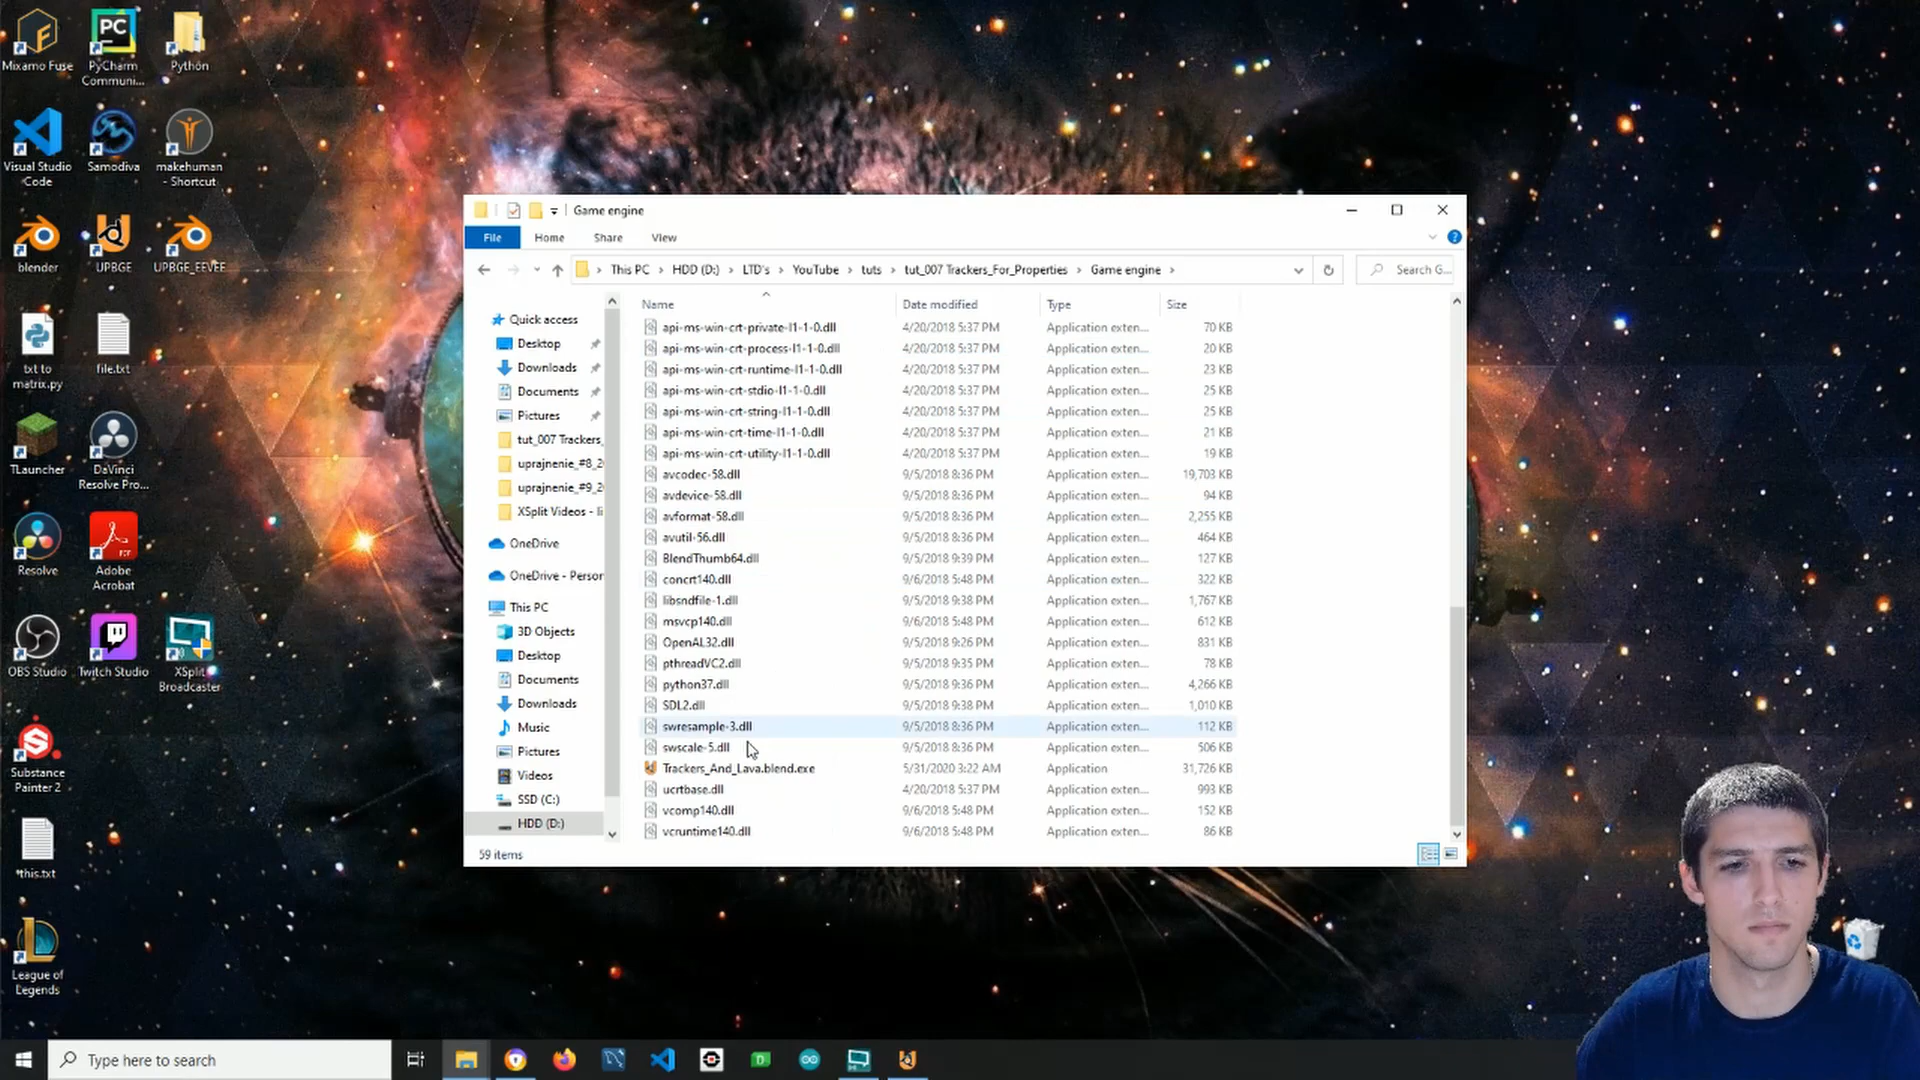 Mixamo Fuse
PyCharm
Communi...
Python
Visual Studio
Code
Samodiva
makehuman
- Shortcut
blender
UPBGE
UPBGE_EEVEE
txt to
matrix.py
file.txt
TLauncher
DaVinci
Resolve Pro...
Resolve
Adobe
Acrobat
OBS Studio
Twitch Studio
XSplit
Broadcaster
Substance
Painter 2
*this.txt
League of
Legends
Game engine
File Home Share View
This PC > HDD (D:) > LTD's > YouTube > tuts > tut_007 Trackers_For_Properties > Game engine >
Search G...
Quick access
Desktop
Downloads
Documents
Pictures
tut_007 Trackers_
uprajnenie_#8_2
uprajnenie_#9_2
XSplit Videos - li
OneDrive
OneDrive - Person
This PC
3D Objects
Desktop
Documents
Downloads
Music
Pictures
Videos
SSD (C:)
HDD (D:)
Name Date modified Type Size
api-ms-win-crt-private-l1-1-0.dll 4/20/2018 5:37 PM Application exten... 70 KB
api-ms-win-crt-process-l1-1-0.dll 4/20/2018 5:37 PM Application exten... 20 KB
api-ms-win-crt-runtime-l1-1-0.dll 4/20/2018 5:37 PM Application exten... 23 KB
api-ms-win-crt-stdio-l1-1-0.dll 4/20/2018 5:37 PM Application exten... 25 KB
api-ms-win-crt-string-l1-1-0.dll 4/20/2018 5:37 PM Application exten... 25 KB
api-ms-win-crt-time-l1-1-0.dll 4/20/2018 5:37 PM Application exten... 21 KB
api-ms-win-crt-utility-l1-1-0.dll 4/20/2018 5:37 PM Application exten... 19 KB
avcodec-58.dll 9/5/2018 8:36 PM Application exten... 19,703 KB
avdevice-58.dll 9/5/2018 8:36 PM Application exten... 94 KB
avformat-58.dll 9/5/2018 8:36 PM Application exten... 2,255 KB
avutil-56.dll 9/5/2018 8:36 PM Application exten... 464 KB
BlendThumb64.dll 9/5/2018 9:39 PM Application exten... 127 KB
concrt140.dll 9/6/2018 5:48 PM Application exten... 322 KB
libsndfile-1.dll 9/5/2018 9:38 PM Application exten... 1,767 KB
msvcp140.dll 9/6/2018 5:48 PM Application exten... 612 KB
OpenAL32.dll 9/5/2018 9:26 PM Application exten... 831 KB
pthreadVC2.dll 9/5/2018 9:35 PM Application exten... 78 KB
python37.dll 9/5/2018 9:36 PM Application exten... 4,266 KB
SDL2.dll 9/5/2018 9:38 PM Application exten... 1,010 KB
swresample-3.dll 9/5/2018 8:36 PM Application exten... 112 KB
swscale-5.dll 9/5/2018 8:36 PM Application exten... 506 KB
Trackers_And_Lava.blend.exe 5/31/2020 3:22 AM Application 31,726 KB
ucrtbase.dll 4/20/2018 5:37 PM Application exten... 993 KB
vcomp140.dll 9/6/2018 5:48 PM Application exten... 152 KB
vcruntime140.dll 9/6/2018 5:48 PM Application exten... 86 KB
59 items
Type here to search